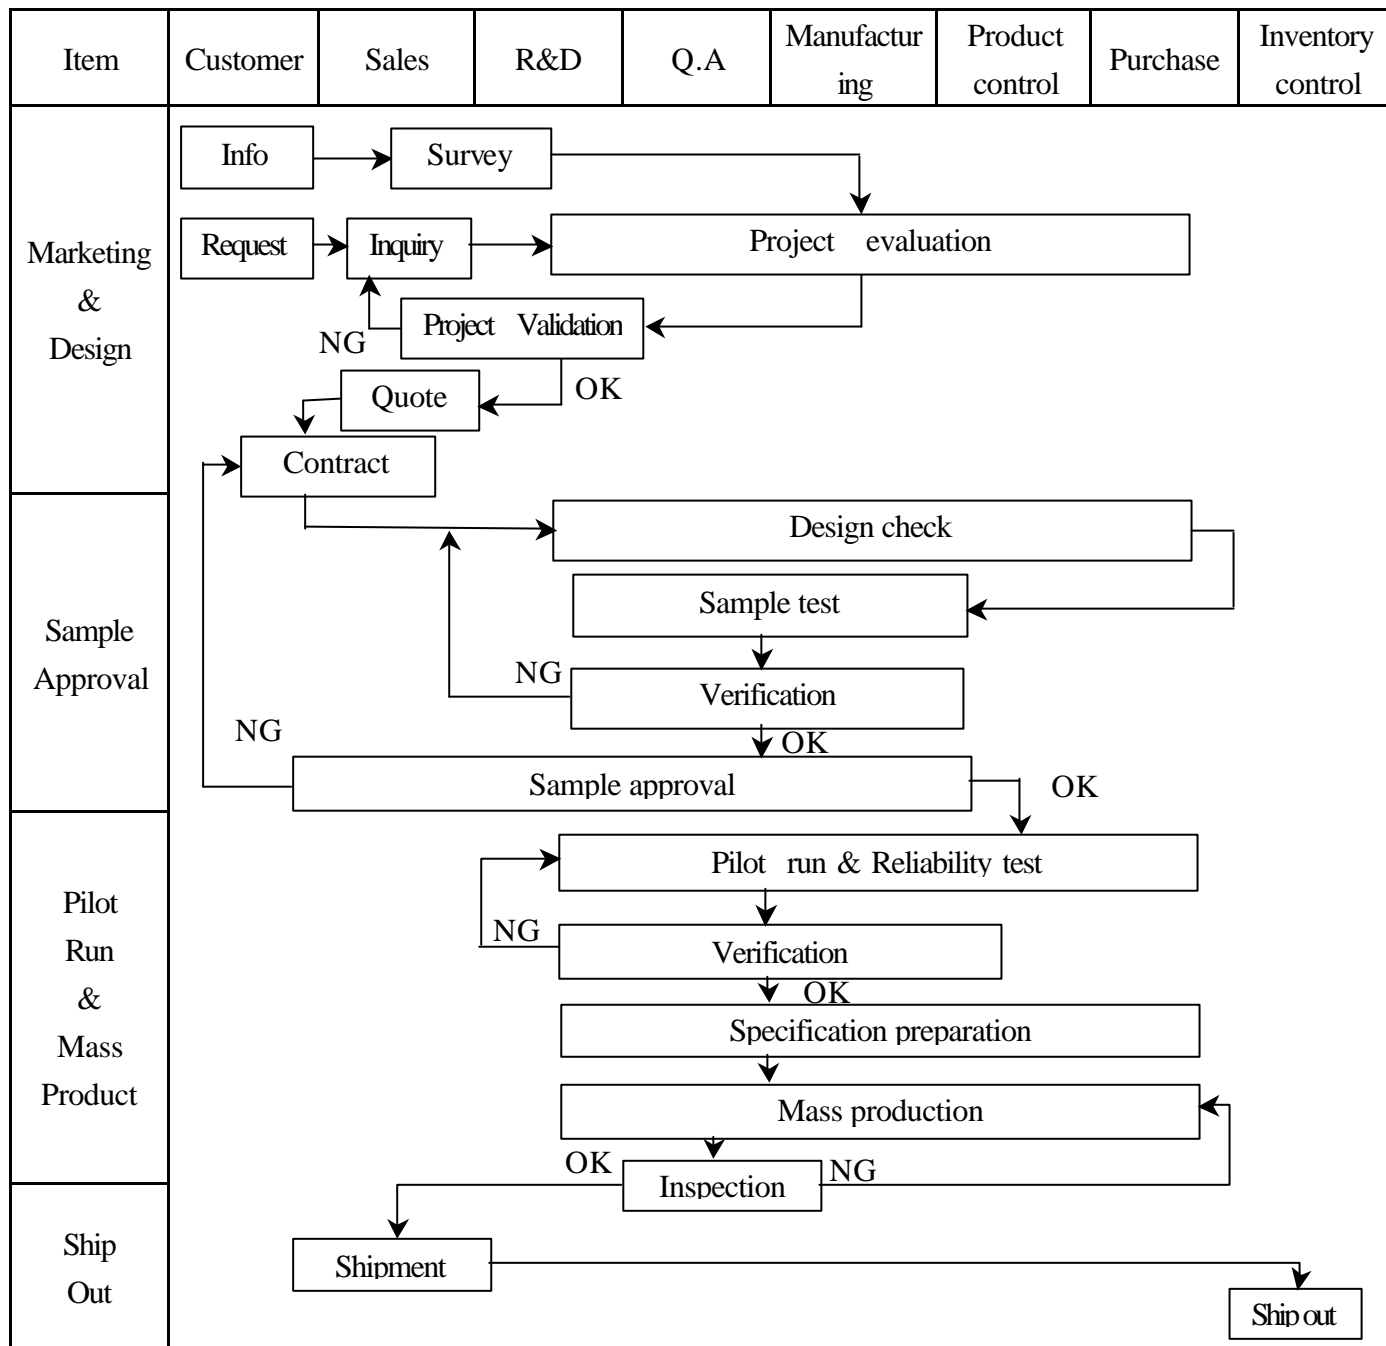 Item
Customer
Sales
R&D
Q.A
Manufactur
ing
Product
control
Purchase
Inventory
control
Marketing
&
Design
Info
Survey
Request
Inquiry
Project evaluation
NG
Project Validation
Quote
OK
Contract
Sample
Approval
Design check
Sample test
NG
Verification
NG
OK
Sample approval
OK
Pilot
Run
&
Mass
Product
Pilot run & Reliability test
NG
Verification
OK
Specification preparation
Mass production
OK
Inspection
NG
Ship
Out
Shipment
Ship out